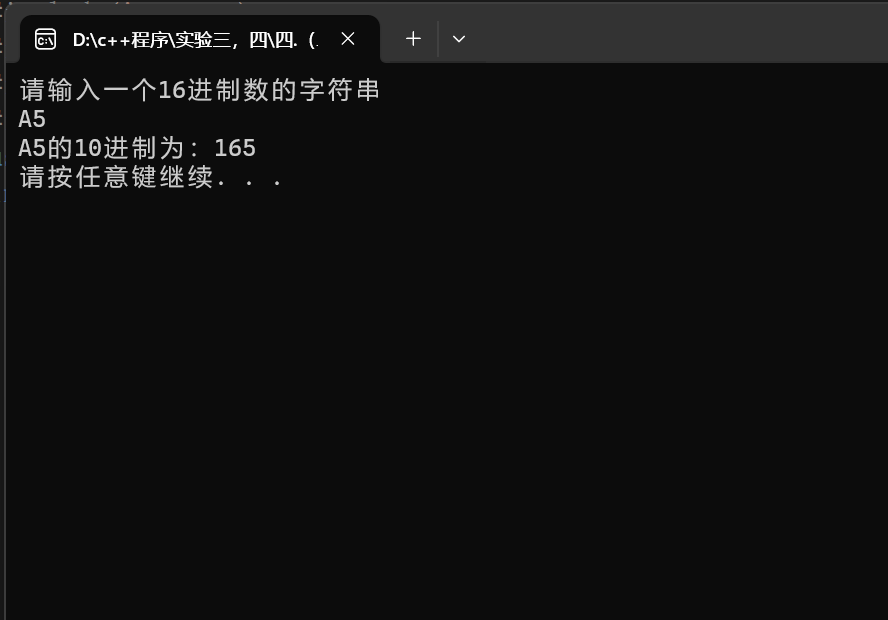 D:\c++程序\实验三，四\四.（.
请输入一个16进制数的字符串
A5
A5的10进制为：165
请按任意键继续. . .